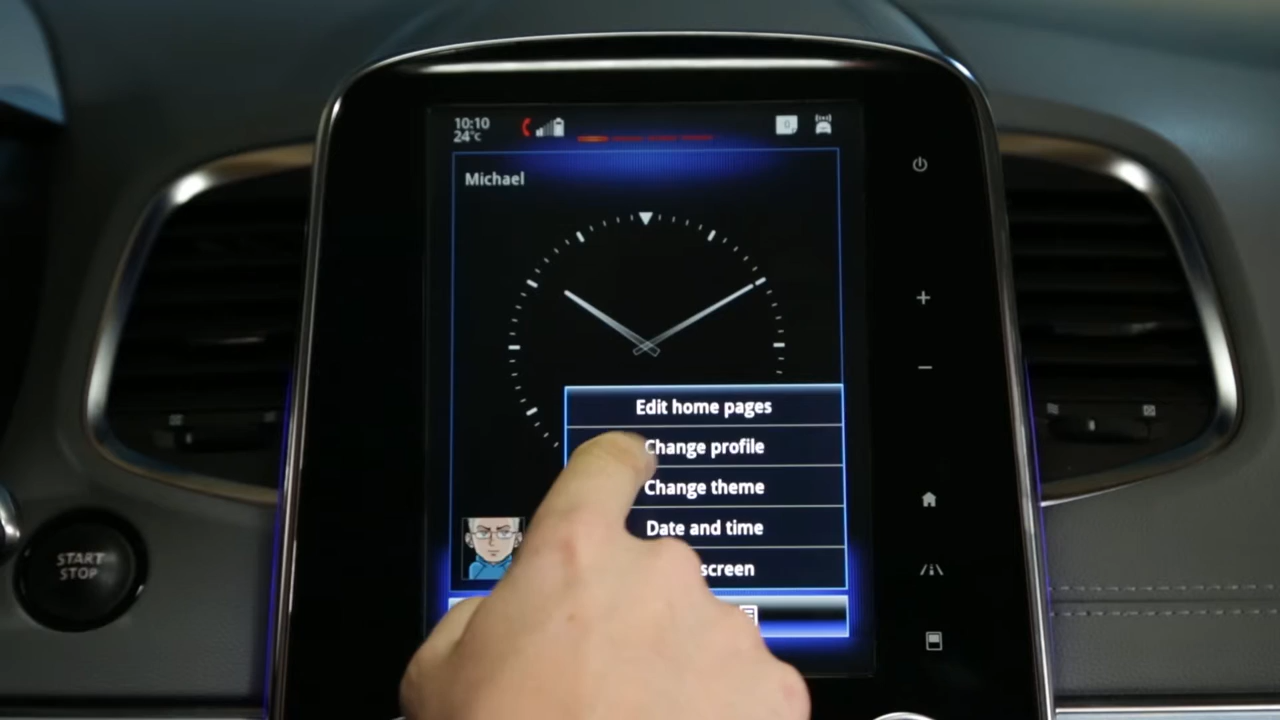 10:10
24°c
Michael
Edit home pages
Change profile
Change theme
Date and time
screen
START
STOP